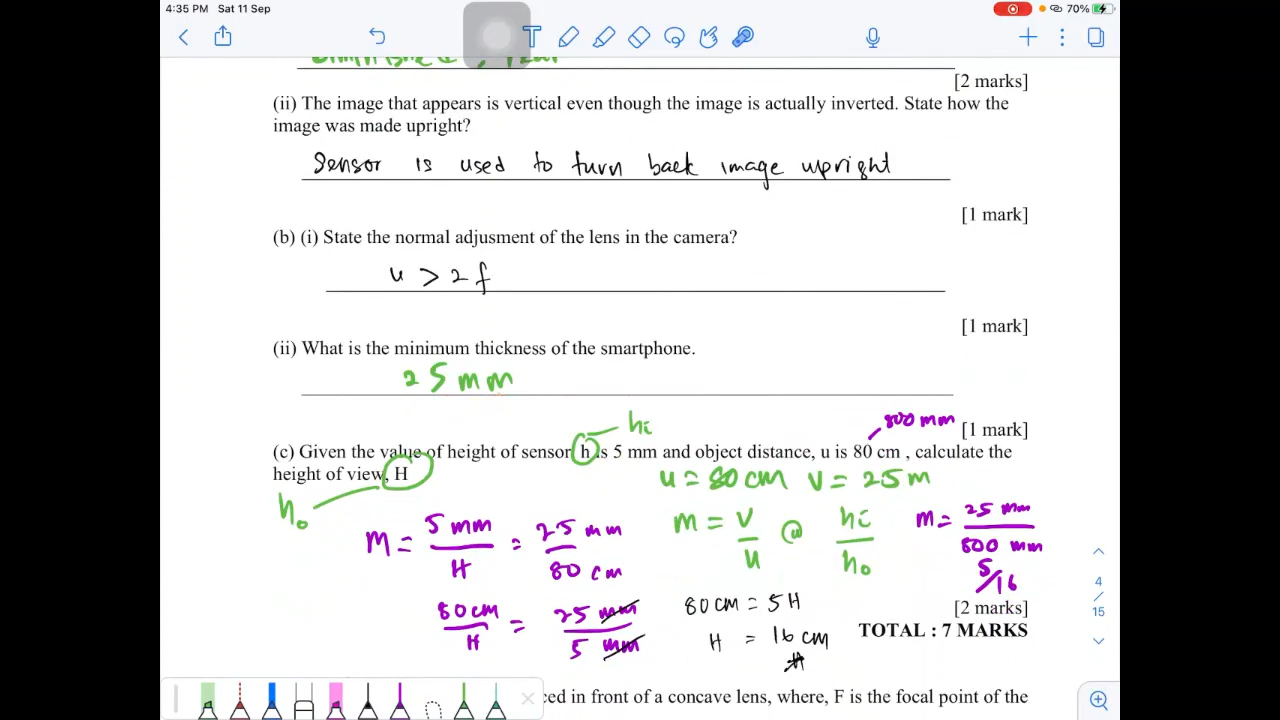 4:35 PM Sat 11 Sep
70%
[2 marks]
(ii) The image that appears is vertical even though the image is actually inverted. State how the
image was made upright?
Sensor is used to turn back image upright
[1 mark]
(b) (i) State the normal adjusment of the lens in the camera?
u > 2 f
[1 mark]
(ii) What is the minimum thickness of the smartphone.
25 mm
[1 mark]
800 mm
hi
(c) Given the value of height of sensor h is 5 mm and object distance, u is 80 cm , calculate the
height of view, H
ho
u = 80 cm v = 25 m
M = 5 mm / H = 25 mm / 80 cm
m = v / u @ hi / ho
m = 25 mm / 800 mm
5/16
80 cm / H = 25 mm / 5 mm
80 cm = 5 H
H = 16 cm
[2 marks]
TOTAL : 7 MARKS
4
/
15
ced in front of a concave lens, where, F is the focal point of the